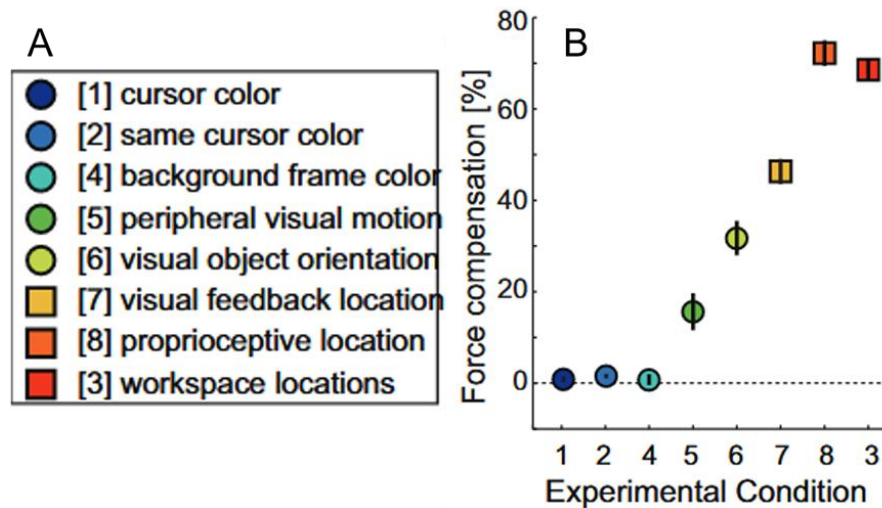 A
[1] cursor color
[2] same cursor color
[4] background frame color
[5] peripheral visual motion
[6] visual object orientation
[7] visual feedback location
[8] proprioceptive location
[3] workspace locations
B
Force compensation [%]
80
60
40
20
0
1 2 4 5 6 7 8 3
Experimental Condition